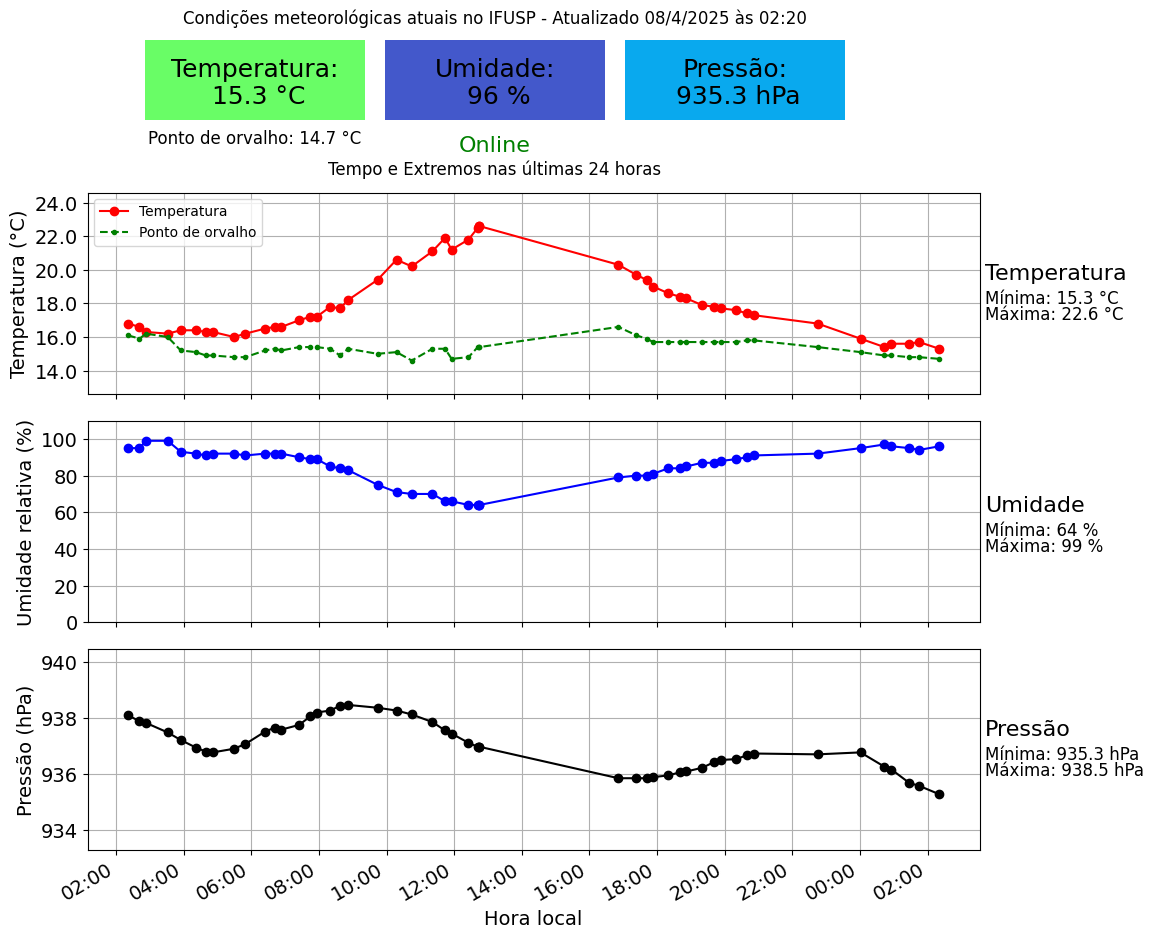 Condições meteorológicas atuais no IFUSP - Atualizado 08/4/2025 às 02:20
Temperatura:
15.3 °C
Umidade:
96 %
Pressão:
935.3 hPa
Ponto de orvalho: 14.7 °C
Online
Tempo e Extremos nas últimas 24 horas
Temperatura (°C)
24.0
22.0
20.0
18.0
16.0
14.0
Temperatura
Ponto de orvalho
Temperatura
Mínima: 15.3 °C
Máxima: 22.6 °C
Umidade relativa (%)
100
80
60
40
20
0
Umidade
Mínima: 64 %
Máxima: 99 %
Pressão (hPa)
940
938
936
934
Pressão
Mínima: 935.3 hPa
Máxima: 938.5 hPa
02:00
04:00
06:00
08:00
10:00
12:00
14:00
16:00
18:00
20:00
22:00
00:00
02:00
Hora local